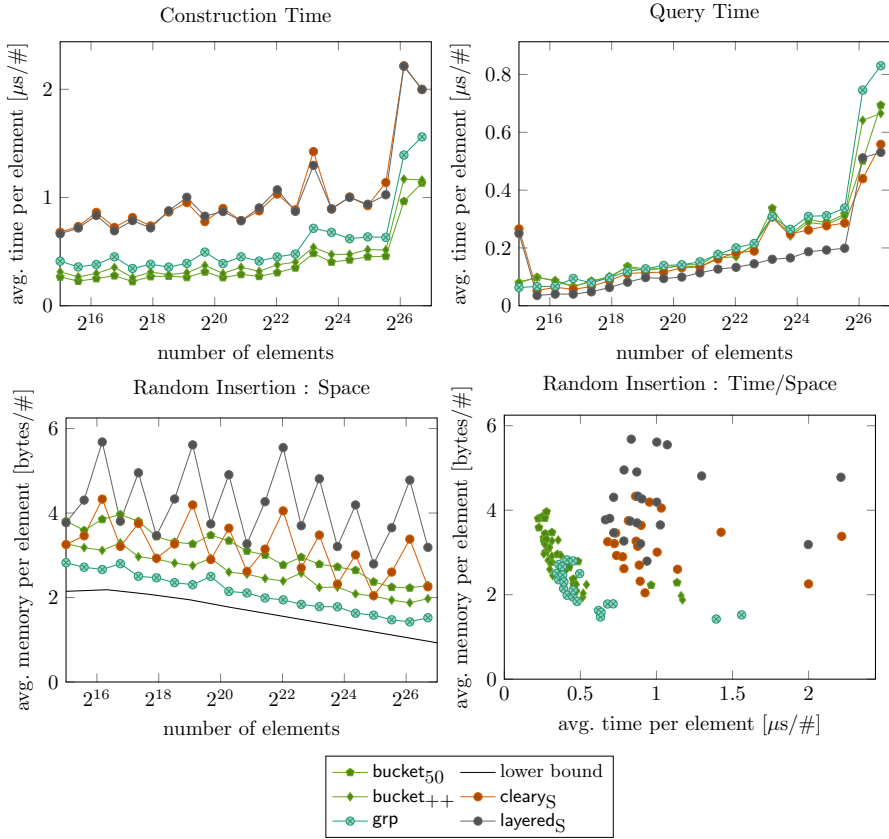 Construction Time
avg. time per element [μs/#]
0
1
2
2^16
2^18
2^20
2^22
2^24
2^26
number of elements
Query Time
avg. time per element [μs/#]
0
0.2
0.4
0.6
0.8
2^16
2^18
2^20
2^22
2^24
2^26
number of elements
Random Insertion : Space
avg. memory per element [bytes/#]
0
2
4
6
2^16
2^18
2^20
2^22
2^24
2^26
number of elements
Random Insertion : Time/Space
avg. memory per element [bytes/#]
0
2
4
6
0
0.5
1
1.5
2
avg. time per element [μs/#]
bucket_50
lower bound
bucket_++
cleary_S
grp
layered_S